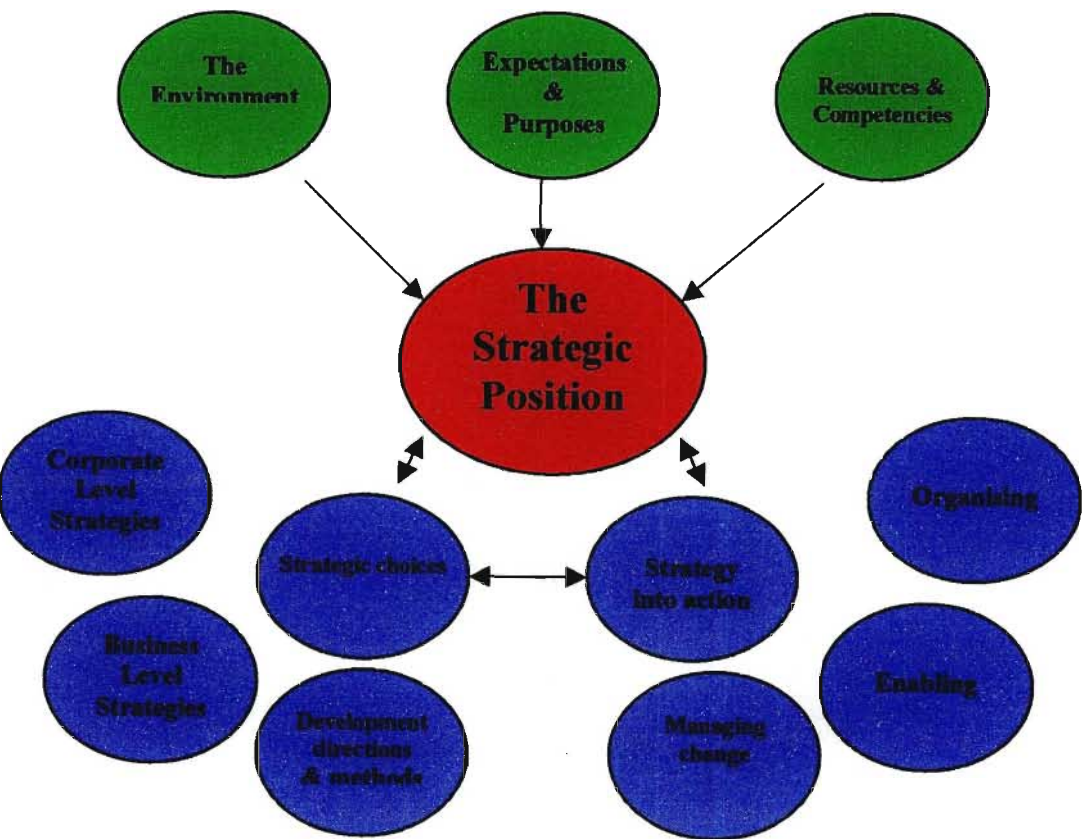 The
Environment
Expectations
&
Purposes
Resources &
Competencies
The
Strategic
Position
Corporate
Level
Strategies
Organising
Strategic choices
Strategy
into action
Business
Level
Strategies
Enabling
Development
directions
& methods
Managing
change